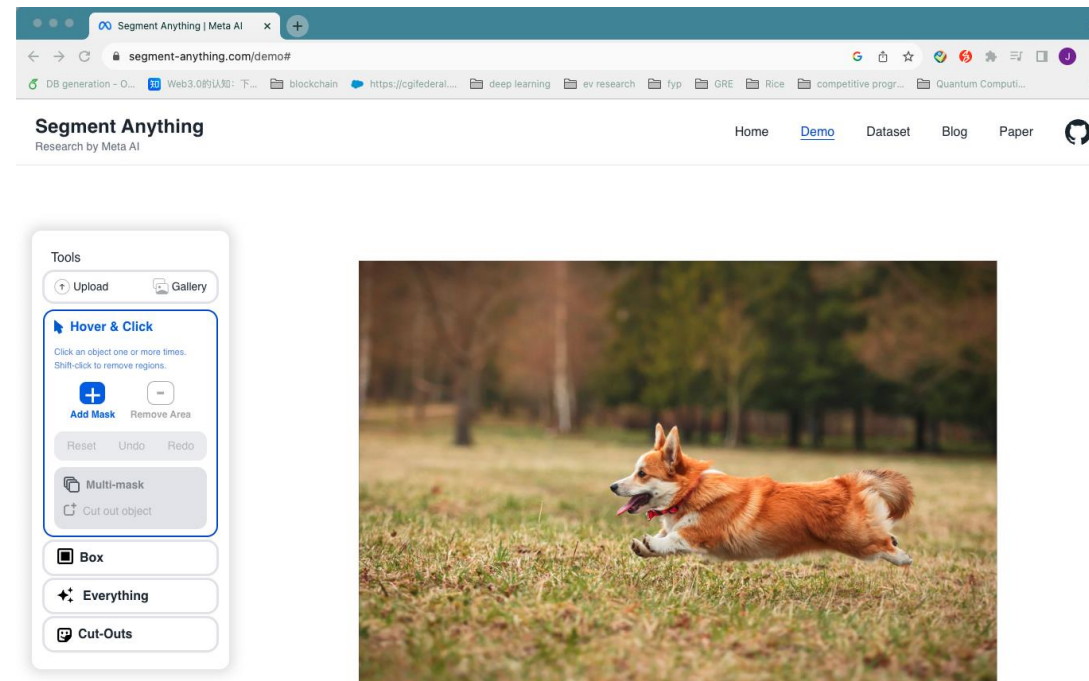 Segment Anything | Meta AI
segment-anything.com/demo#
DB generation - O... 知 Web3.0的认知：下... blockchain https://cgifederal.... deep learning ev research fyp GRE Rice competitive progr... Quantum Computi...
Segment Anything
Research by Meta AI
Home Demo Dataset Blog Paper
Tools
Upload Gallery
Hover & Click
Click an object one or more times.
Shift-click to remove regions.
Add Mask Remove Area
Reset Undo Redo
Multi-mask
Cut out object
Box
Everything
Cut-Outs